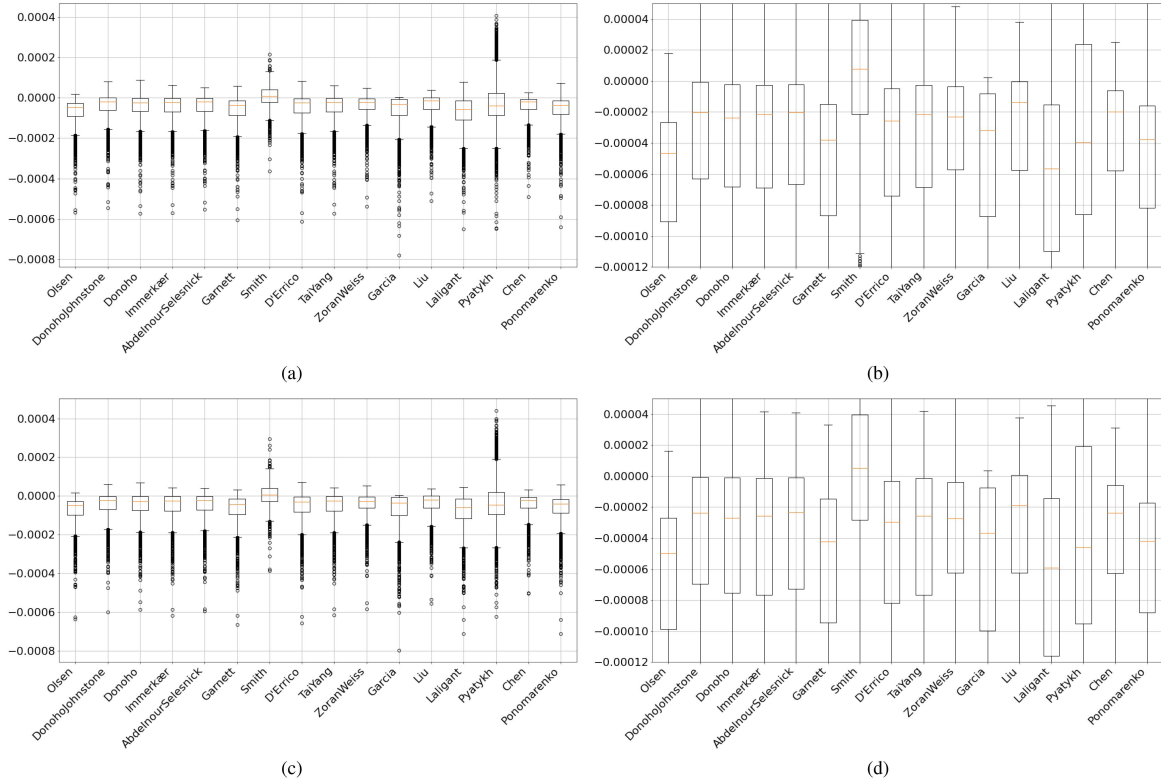 0.0004
0.0002
0.0000
−0.0002
−0.0004
−0.0006
−0.0008
Olsen
DonohoJohnstone
Donoho
Immerkær
AbdelnourSelesnick
Garnett
Smith
D'Errico
TaiYang
ZoranWeiss
Garcia
Liu
Laligant
Pyatykh
Chen
Ponomarenko
(a)
0.00004
0.00002
0.00000
−0.00002
−0.00004
−0.00006
−0.00008
−0.00010
−0.00012
Olsen
DonohoJohnstone
Donoho
Immerkær
AbdelnourSelesnick
Garnett
Smith
D'Errico
TaiYang
ZoranWeiss
Garcia
Liu
Laligant
Pyatykh
Chen
Ponomarenko
(b)
0.0004
0.0002
0.0000
−0.0002
−0.0004
−0.0006
−0.0008
Olsen
DonohoJohnstone
Donoho
Immerkær
AbdelnourSelesnick
Garnett
Smith
D'Errico
TaiYang
ZoranWeiss
Garcia
Liu
Laligant
Pyatykh
Chen
Ponomarenko
(c)
0.00004
0.00002
0.00000
−0.00002
−0.00004
−0.00006
−0.00008
−0.00010
−0.00012
Olsen
DonohoJohnstone
Donoho
Immerkær
AbdelnourSelesnick
Garnett
Smith
D'Errico
TaiYang
ZoranWeiss
Garcia
Liu
Laligant
Pyatykh
Chen
Ponomarenko
(d)